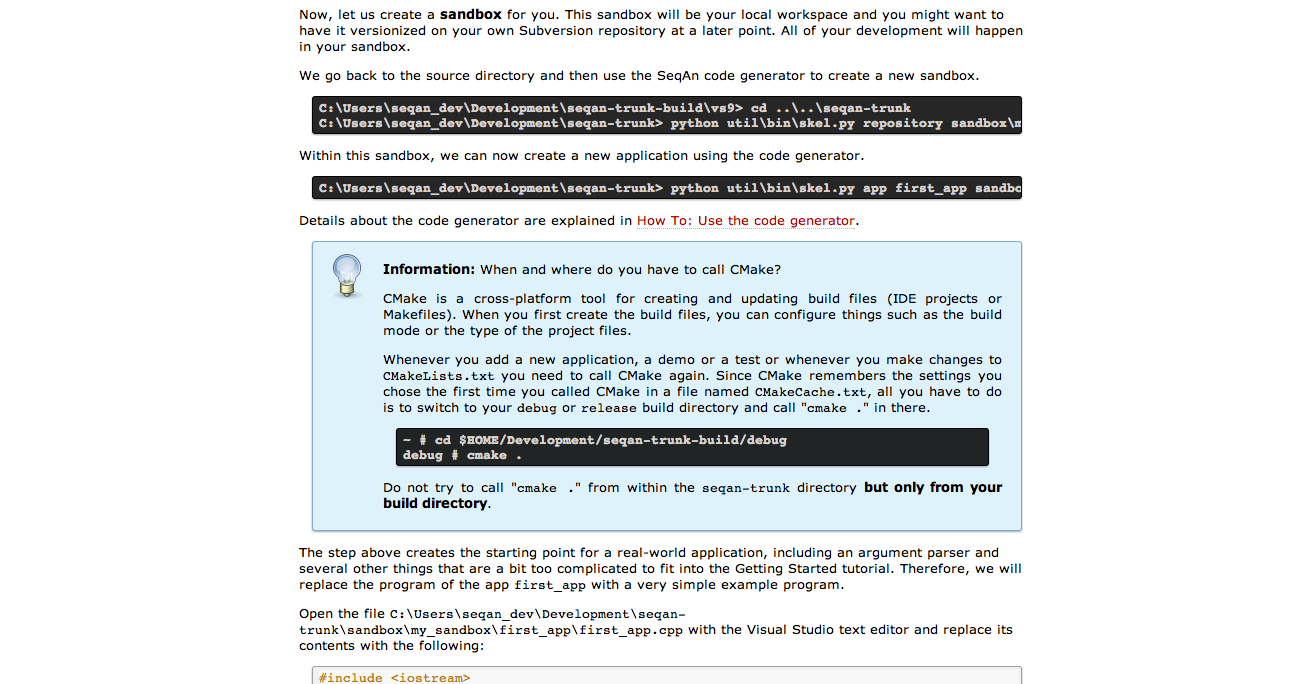 Now, let us create a sandbox for you. This sandbox will be your local workspace and you might want to
have it versionized on your own Subversion repository at a later point. All of your development will happen
in your sandbox.
We go back to the source directory and then use the SeqAn code generator to create a new sandbox.
C:\Users\seqan_dev\Development\seqan-trunk-build\vs9> cd ..\..\seqan-trunk
C:\Users\seqan_dev\Development\seqan-trunk> python util\bin\skel.py repository sandbox\m
Within this sandbox, we can now create a new application using the code generator.
C:\Users\seqan_dev\Development\seqan-trunk> python util\bin\skel.py app first_app sandbo
Details about the code generator are explained in How To: Use the code generator.
Information: When and where do you have to call CMake?
CMake is a cross-platform tool for creating and updating build files (IDE projects or
Makefiles). When you first create the build files, you can configure things such as the build
mode or the type of the project files.
Whenever you add a new application, a demo or a test or whenever you make changes to
CMakeLists.txt you need to call CMake again. Since CMake remembers the settings you
chose the first time you called CMake in a file named CMakeCache.txt, all you have to do
is to switch to your debug or release build directory and call "cmake ." in there.
~ # cd $HOME/Development/seqan-trunk-build/debug
debug # cmake .
Do not try to call "cmake ." from within the seqan-trunk directory but only from your
build directory.
The step above creates the starting point for a real-world application, including an argument parser and
several other things that are a bit too complicated to fit into the Getting Started tutorial. Therefore, we will
replace the program of the app first_app with a very simple example program.
Open the file C:\Users\seqan_dev\Development\seqan-
trunk\sandbox\my_sandbox\first_app\first_app.cpp with the Visual Studio text editor and replace its
contents with the following:
#include <iostream>